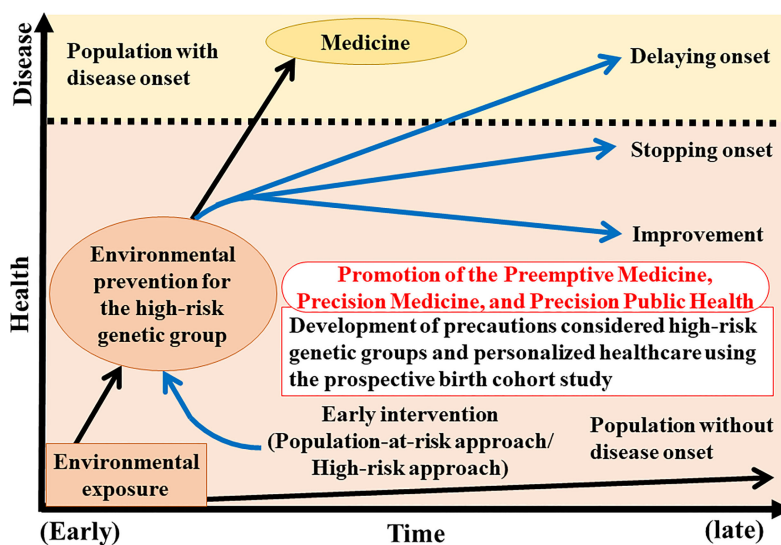 Disease
Population with
disease onset
Medicine
Delaying onset
Stopping onset
Improvement
Health
Environmental
prevention for
the high-risk
genetic group
Promotion of the Preemptive Medicine,
Precision Medicine, and Precision Public Health
Development of precautions considered high-risk
genetic groups and personalized healthcare using
the prospective birth cohort study
Early intervention
(Population-at-risk approach/
High-risk approach)
Population without
disease onset
Environmental
exposure
(Early)
Time
(late)